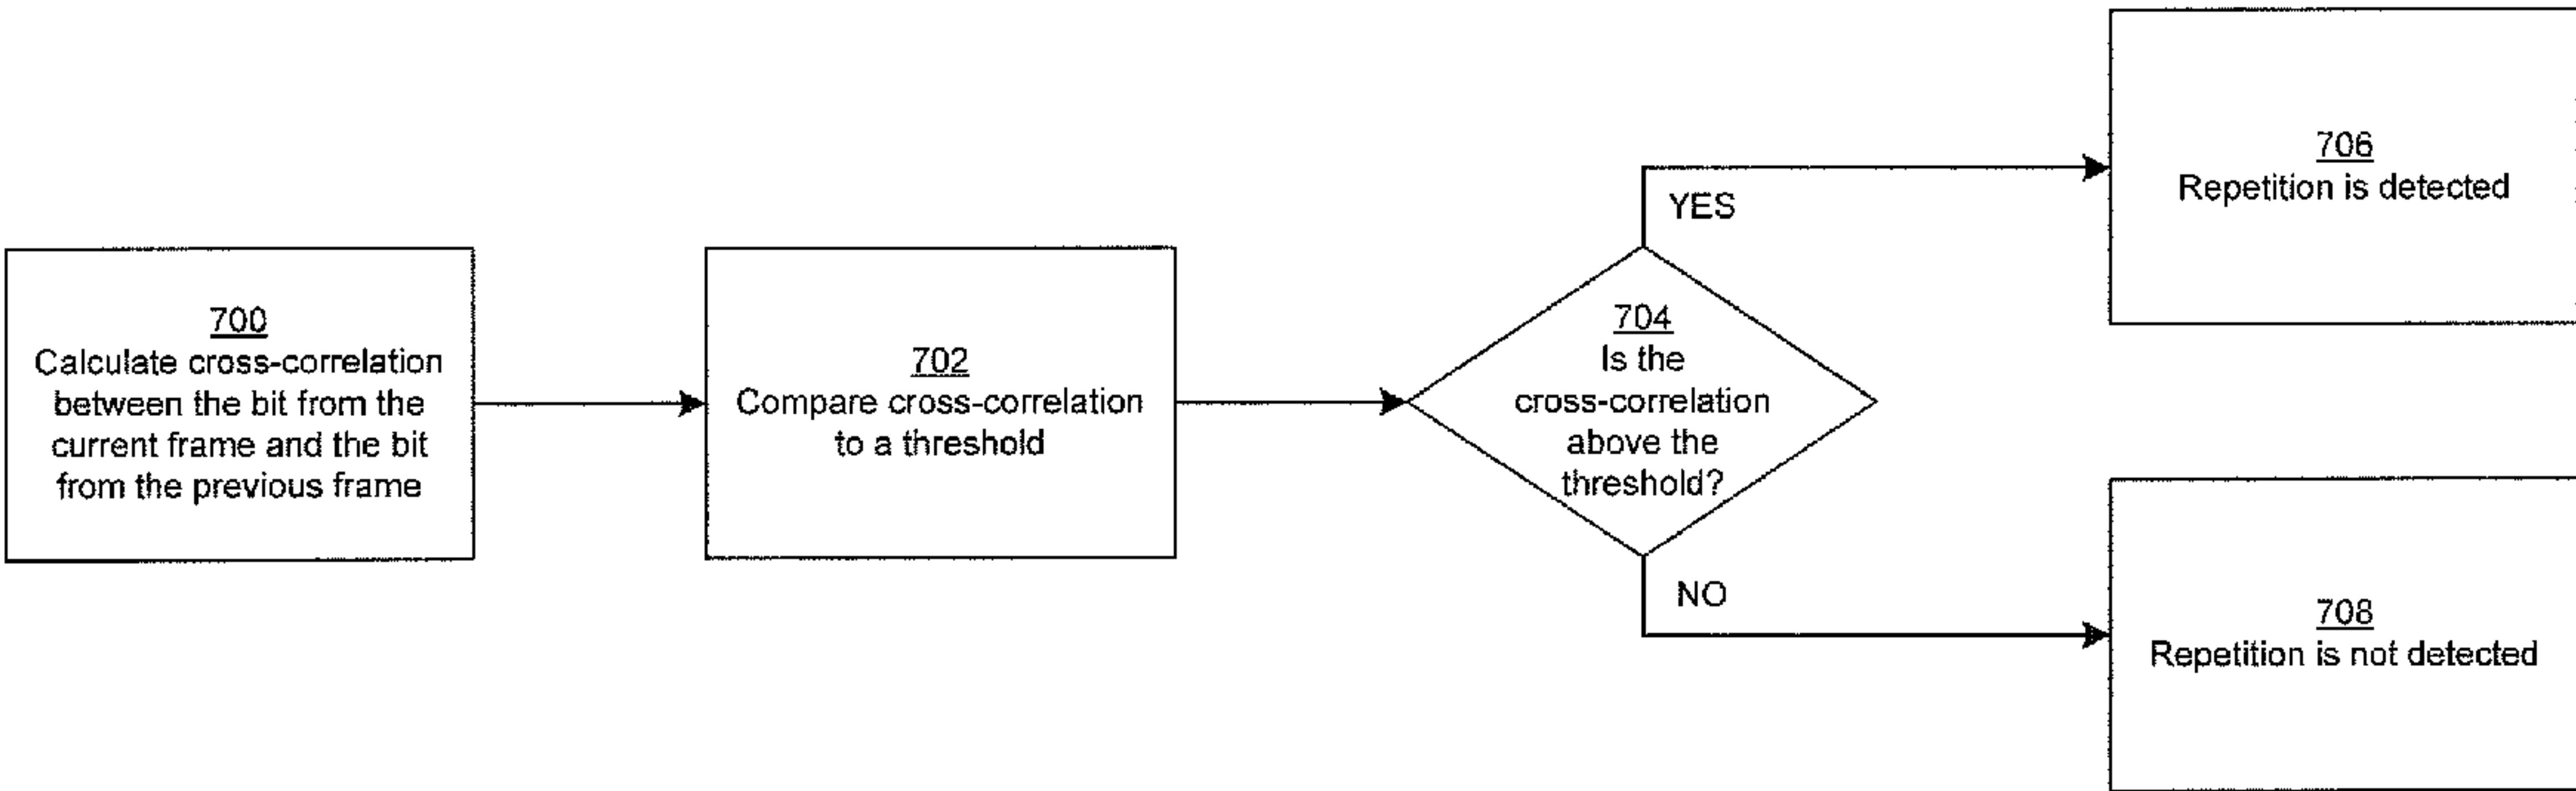 700
Calculate cross-correlation
between the bit from the
current frame and the bit
from the previous frame
702
Compare cross-correlation
to a threshold
704
Is the
cross-correlation
above the
threshold?
YES
NO
706
Repetition is detected
708
Repetition is not detected